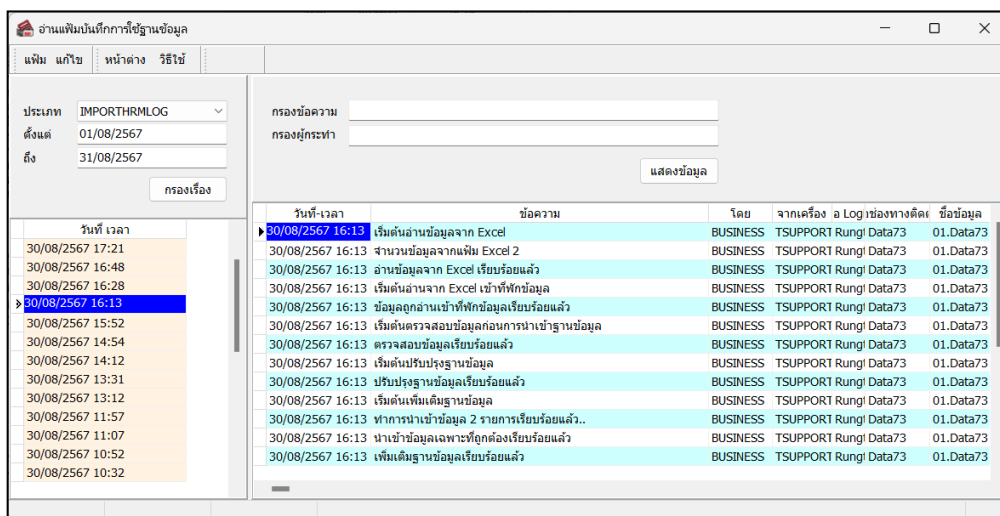 อ่านแฟ้มบันทึกการใช้ฐานข้อมูล
แฟ้ม แก้ไข หน้าต่าง วิธีใช้
ประเภท IMPORTHRMLOG
ตั้งแต่ 01/08/2567
ถึง 31/08/2567
กรองเรื่อง
กรองข้อความ
กรองผู้กระทำ
แสดงข้อมูล
วันที่ เวลา
30/08/2567 17:21
30/08/2567 16:48
30/08/2567 16:28
30/08/2567 16:13
30/08/2567 15:52
30/08/2567 14:54
30/08/2567 14:12
30/08/2567 13:31
30/08/2567 13:12
30/08/2567 11:57
30/08/2567 11:07
30/08/2567 10:52
30/08/2567 10:32
วันที่-เวลา ข้อความ โดย จากเครื่อง อ Log ช่องทางติดต ชื่อข้อมูล
30/08/2567 16:13 เริ่มต้นอ่านข้อมูลจาก Excel BUSINESS TSUPPORT Rung Data73 01.Data73
30/08/2567 16:13 จำนวนข้อมูลจากแฟ้ม Excel 2 BUSINESS TSUPPORT Rung Data73 01.Data73
30/08/2567 16:13 อ่านข้อมูลจาก Excel เรียบร้อยแล้ว BUSINESS TSUPPORT Rung Data73 01.Data73
30/08/2567 16:13 เริ่มต้นอ่านจาก Excel เข้าที่พักข้อมูล BUSINESS TSUPPORT Rung Data73 01.Data73
30/08/2567 16:13 ข้อมูลถูกอ่านเข้าที่พักข้อมูลเรียบร้อยแล้ว BUSINESS TSUPPORT Rung Data73 01.Data73
30/08/2567 16:13 เริ่มต้นตรวจสอบข้อมูลก่อนการนำเข้าฐานข้อมูล BUSINESS TSUPPORT Rung Data73 01.Data73
30/08/2567 16:13 ตรวจสอบข้อมูลเรียบร้อยแล้ว BUSINESS TSUPPORT Rung Data73 01.Data73
30/08/2567 16:13 เริ่มต้นปรับปรุงฐานข้อมูล BUSINESS TSUPPORT Rung Data73 01.Data73
30/08/2567 16:13 ปรับปรุงฐานข้อมูลเรียบร้อยแล้ว BUSINESS TSUPPORT Rung Data73 01.Data73
30/08/2567 16:13 เริ่มต้นเพิ่มเติมฐานข้อมูล BUSINESS TSUPPORT Rung Data73 01.Data73
30/08/2567 16:13 ทำการนำเข้าข้อมูล 2 รายการเรียบร้อยแล้ว.. BUSINESS TSUPPORT Rung Data73 01.Data73
30/08/2567 16:13 นำเข้าข้อมูลเฉพาะที่ถูกต้องเรียบร้อยแล้ว BUSINESS TSUPPORT Rung Data73 01.Data73
30/08/2567 16:13 เพิ่มเติมฐานข้อมูลเรียบร้อยแล้ว BUSINESS TSUPPORT Rung Data73 01.Data73